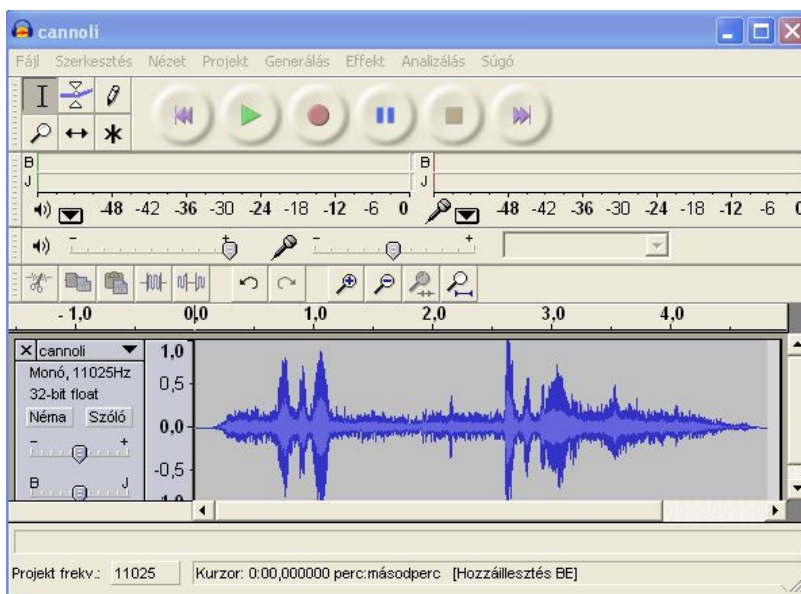 cannoli
Fájl Szerkesztés Nézet Projekt Generálás Effekt Analizálás Súgó
B
J
-48 -42 -36 -30 -24 -18 -12 -6 0
B
J
-48 -42 -36 -30 -24 -18 -12 -6 0
- + - +
- 1,0 0,0 1,0 2,0 3,0 4,0
X cannoli
Monó, 11025Hz
32-bit float
Néma Szóló
- +
B J
1,0
0,5
0,0
-0,5
-1,0
Projekt frekv.: 11025 Kurzor: 0:00,000000 perc:másodperc [Hozzáillesztés BE]